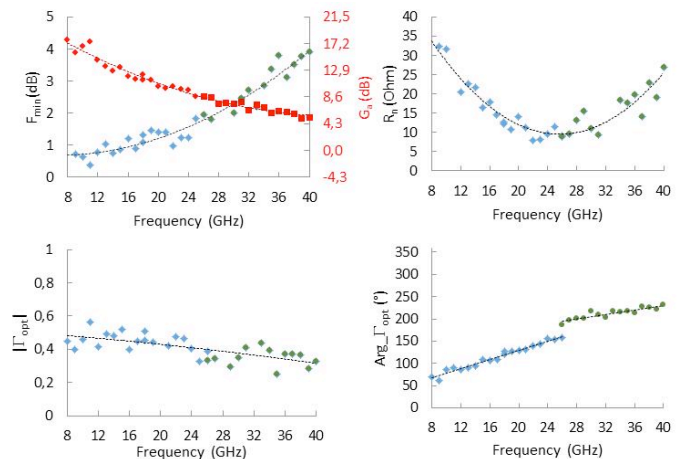 5
4
3
2
1
0
F_min (dB)
21,5
17,2
12,9
8,6
4,3
0,0
-4,3
G_a (dB)
8 12 16 20 24 28 32 36 40
Frequency (GHz)
40
35
30
25
20
15
10
5
0
R_n (Ohm)
8 12 16 20 24 28 32 36 40
Frequency (GHz)
1
0,8
0,6
0,4
0,2
0
|Γ_opt|
8 12 16 20 24 28 32 36 40
Frequency (GHz)
350
300
250
200
150
100
50
0
Arg_Γ_opt (°)
8 12 16 20 24 28 32 36 40
Frequency (GHz)